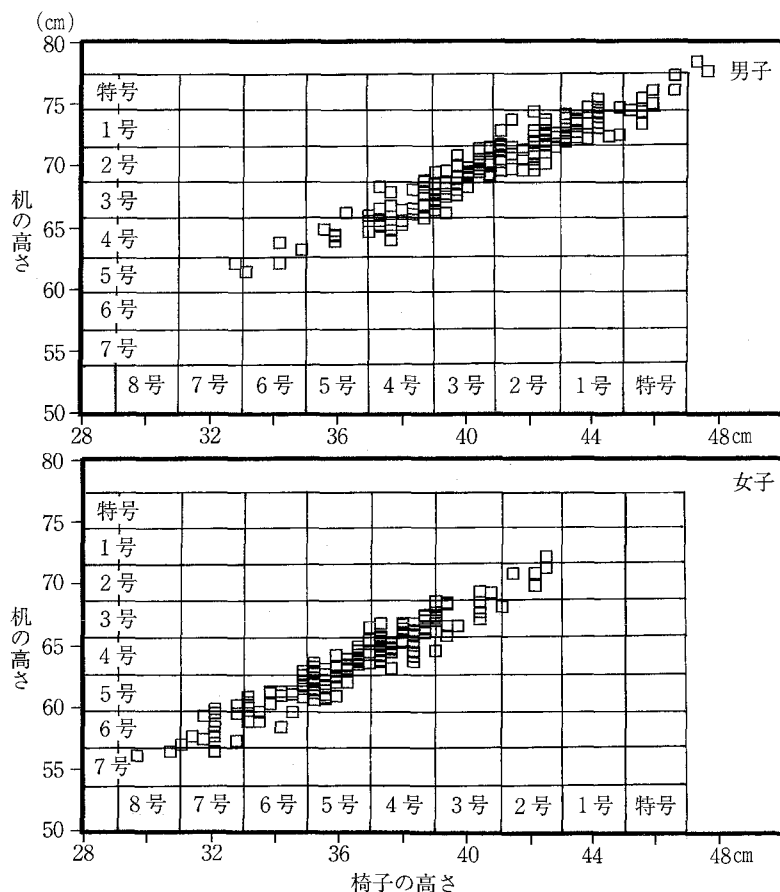 (cm)
80
男子
特号
75
1号
70
2号
机の高さ
3号
65
4号
60
5号
6号
55
7号
8号 7号 6号 5号 4号 3号 2号 1号 特号
50
28 32 36 40 44 48cm
80
女子
特号
75
1号
70
2号
机の高さ
3号
65
4号
60
5号
6号
55
7号
8号 7号 6号 5号 4号 3号 2号 1号 特号
50
28 32 36 40 44 48cm
椅子の高さ